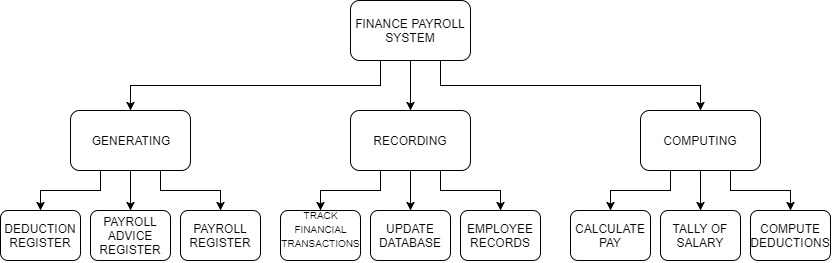 FINANCE PAYROLL
SYSTEM
GENERATING
RECORDING
COMPUTING
DEDUCTION
REGISTER
PAYROLL
ADVICE
REGISTER
PAYROLL
REGISTER
TRACK
FINANCIAL
TRANSACTIONS
UPDATE
DATABASE
EMPLOYEE
RECORDS
CALCULATE
PAY
TALLY OF
SALARY
COMPUTE
DEDUCTIONS